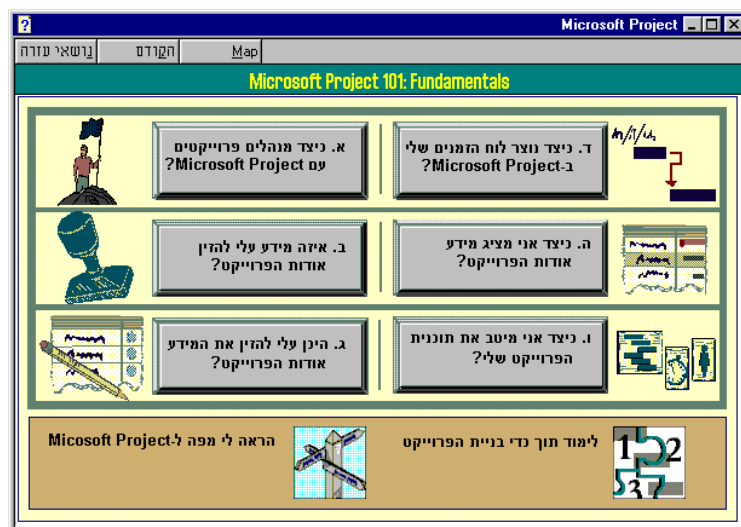 Microsoft Project
נושאי עזרה
הקודם
Map
Microsoft Project 101: Fundamentals
א. כיצד מנהלים פרוייקטים
עם Microsoft Project?
ד. כיצד נוצר לוח הזמנים שלי
ב-Microsoft Project?
ב. איזה מידע עלי להזין
אודות הפרוייקט?
ה. כיצד אני מציג מידע
אודות הפרוייקט?
ג. היכן עלי להזין את המידע
אודות הפרוייקט?
ו. כיצד אני מיטב את תוכנית
הפרוייקט שלי?
הראה לי מפה ל-Micosoft Project
לימוד תוך כדי בניית הפרוייקט
1 2
3